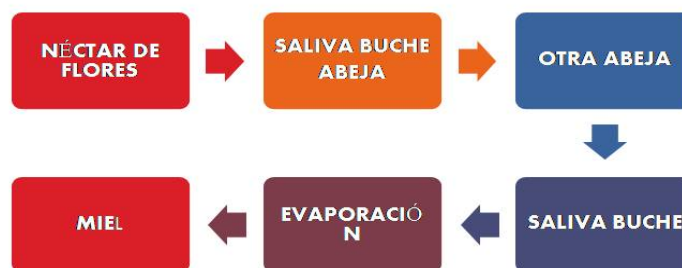 NÉCTAR DE
FLORES
SALIVA BUCHE
ABEJA
OTRA ABEJA
SALIVA BUCHE
EVAPORACIÓ
N
MIEL